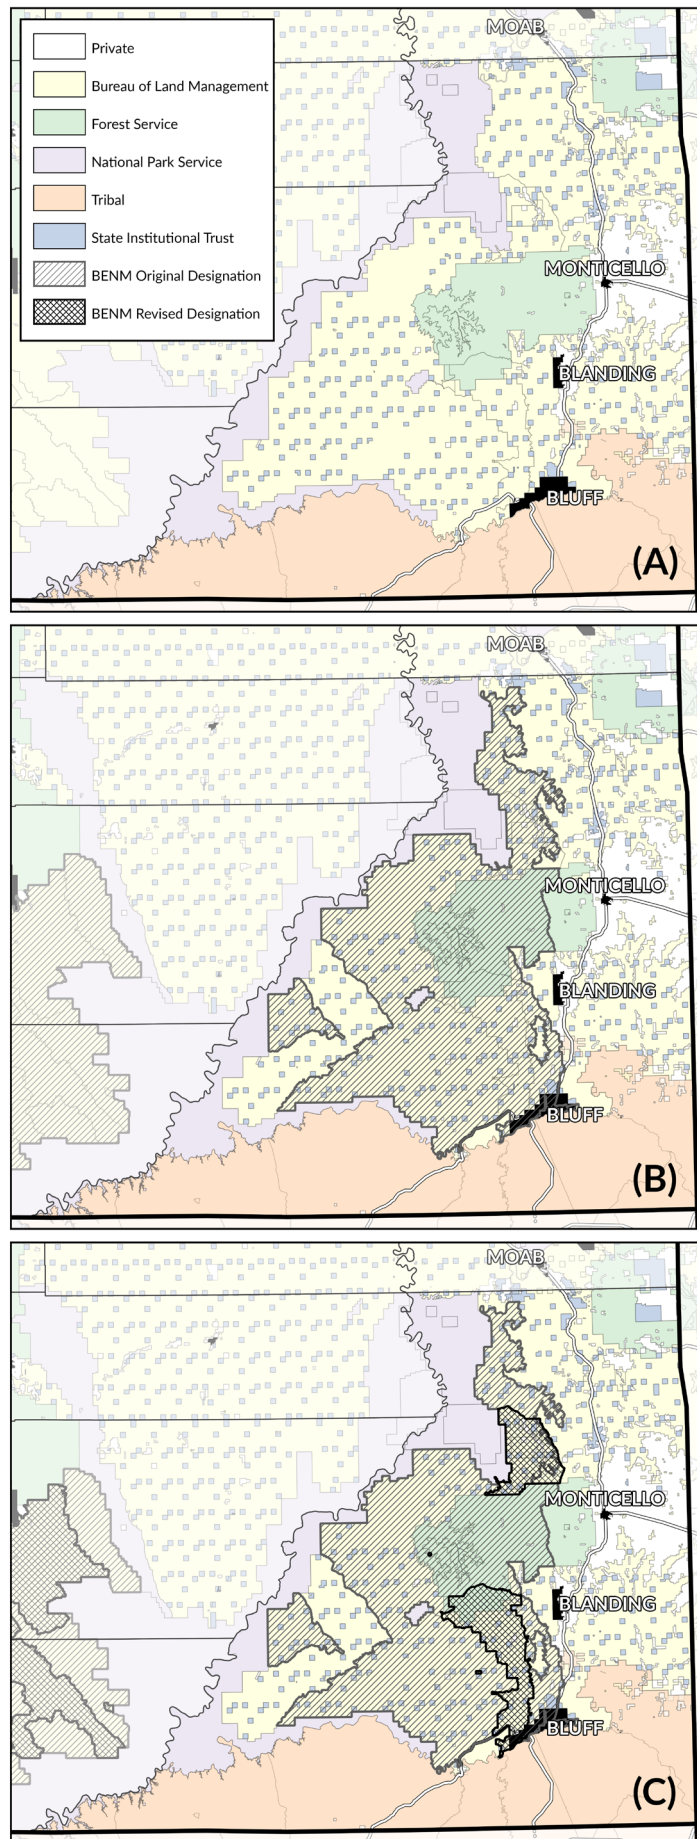 MOAB
Private
Bureau of Land Management
Forest Service
National Park Service
Tribal
State Institutional Trust
BENM Original Designation
BENM Revised Designation
MONTICELLO
BLANDING
BLUFF
(A)
MOAB
MONTICELLO
BLANDING
BLUFF
(B)
MOAB
MONTICELLO
BLANDING
BLUFF
(C)